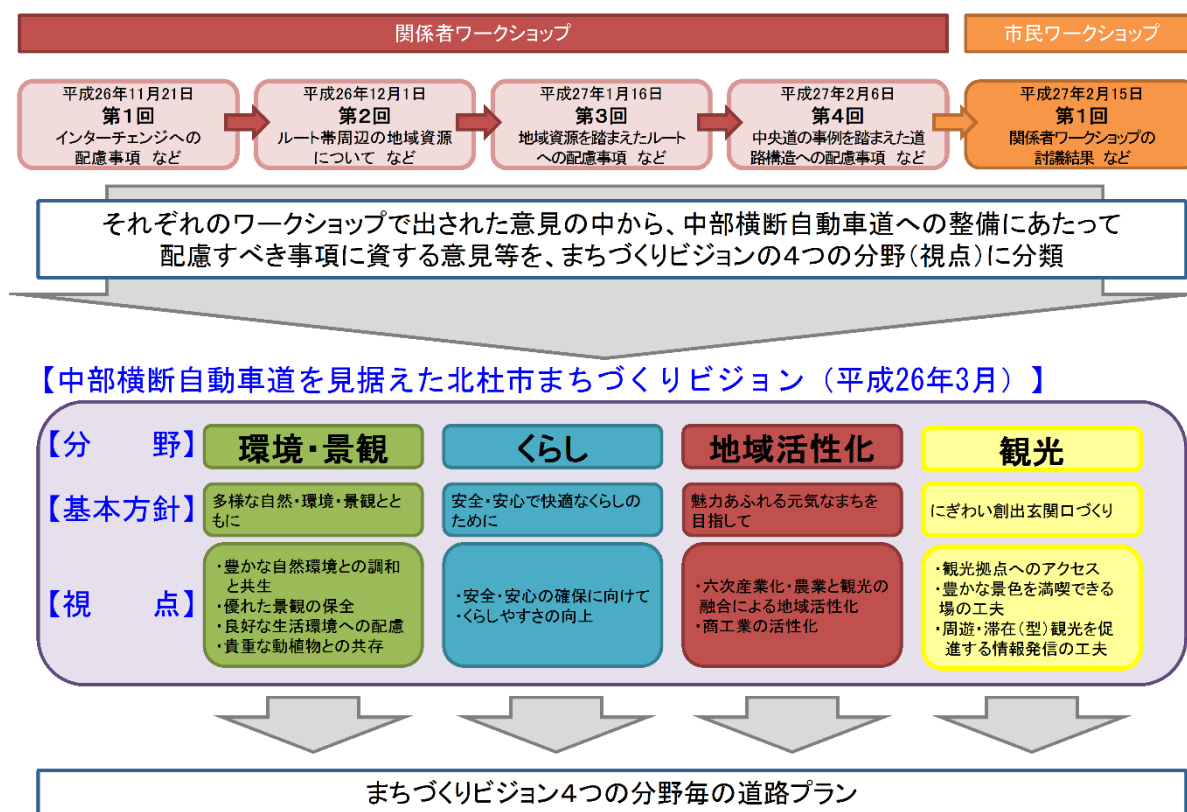 関係者ワークショップ
市民ワークショップ
平成26年11月21日
第1回
インターチェンジへの
配慮事項 など
平成26年12月1日
第2回
ルート帯周辺の地域資源
について など
平成27年1月16日
第3回
地域資源を踏まえたルート
への配慮事項 など
平成27年2月6日
第4回
中央道の事例を踏まえた道
路構造への配慮事項 など
平成27年2月15日
第1回
関係者ワークショップの
討議結果 など
それぞれのワークショップで出された意見の中から、中部横断自動車道への整備にあたって
配慮すべき事項に資する意見等を、まちづくりビジョンの4つの分野(視点)に分類
【中部横断自動車道を見据えた北杜市まちづくりビジョン（平成26年3月）】
【分　野】
環境・景観
くらし
地域活性化
観光
【基本方針】
多様な自然・環境・景観とと
もに
安全・安心で快適なくらしの
ために
魅力あふれる元気なまちを
目指して
にぎわい創出玄関口づくり
【視　点】
・豊かな自然環境との調和
と共生
・優れた景観の保全
・良好な生活環境への配慮
・貴重な動植物との共存
・安全・安心の確保に向けて
・くらしやすさの向上
・六次産業化・農業と観光の
融合による地域活性化
・商工業の活性化
・観光拠点へのアクセス
・豊かな景色を満喫できる
場の工夫
・周遊・滞在(型)観光を促
進する情報発信の工夫
まちづくりビジョン4つの分野毎の道路プラン